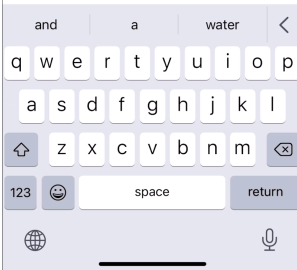 and a water
q w e r t y u i o p
a s d f g h j k l
z x c v b n m
123 space return